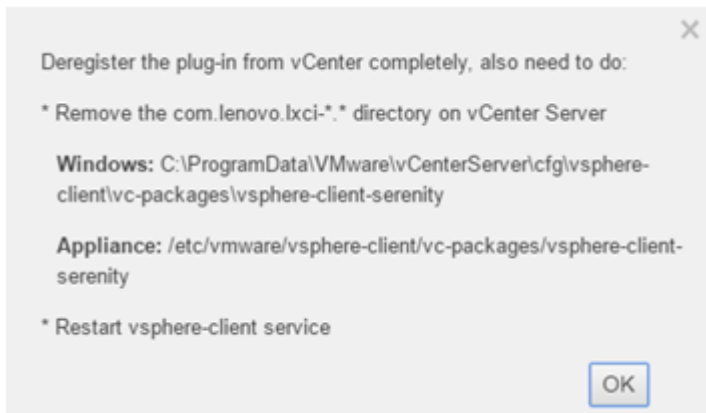 Deregister the plug-in from vCenter completely, also need to do:
* Remove the com.lenovo.lxci-*.* directory on vCenter Server
Windows: C:\ProgramData\VMware\vCenterServer\cfg\vsphere-
client\vc-packages\vsphere-client-serenity
Appliance: /etc/vmware/vsphere-client/vc-packages/vsphere-client-
serenity
* Restart vsphere-client service
OK